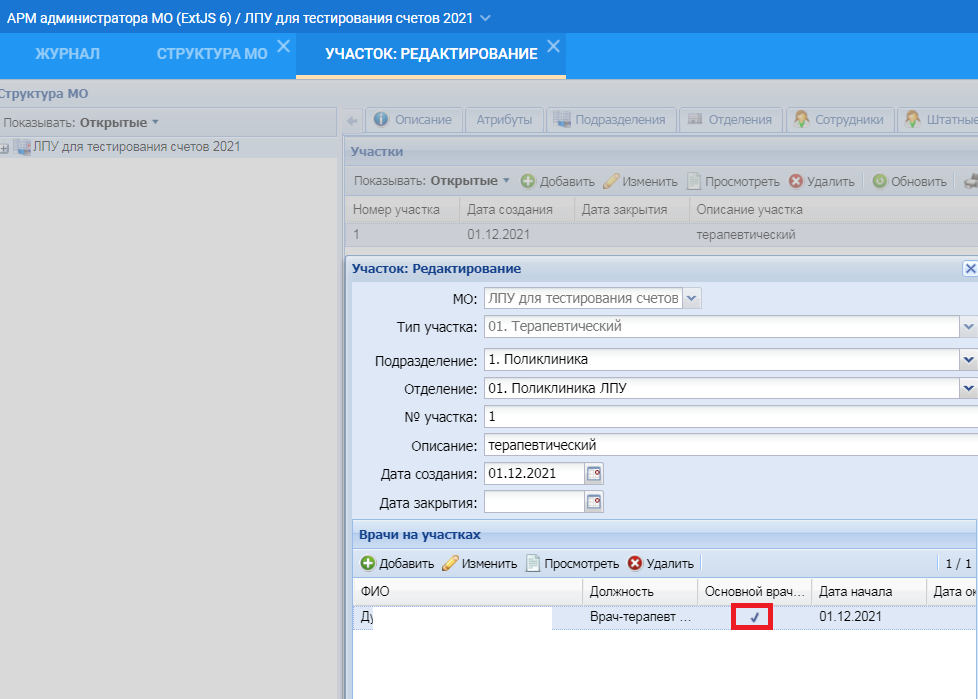 АРМ администратора МО (ExtJS 6) / ЛПУ для тестирования счетов 2021
ЖУРНАЛ СТРУКТУРА МО УЧАСТОК: РЕДАКТИРОВАНИЕ
Структура МО
Показывать: Открытые
ЛПУ для тестирования счетов 2021
Описание Атрибуты Подразделения Отделения Сотрудники Штатные
Участки
Показывать: Открытые Добавить Изменить Просмотреть Удалить Обновить
Номер участка Дата создания Дата закрытия Описание участка
1 01.12.2021 терапевтический
Участок: Редактирование
МО: ЛПУ для тестирования счетов
Тип участка: 01. Терапевтический
Подразделение: 1. Поликлиника
Отделение: 01. Поликлиника ЛПУ
№ участка: 1
Описание: терапевтический
Дата создания: 01.12.2021
Дата закрытия:
Врачи на участках
Добавить Изменить Просмотреть Удалить 1 / 1
ФИО Должность Основной врач... Дата начала Дата ок
Ду Врач-терапевт ... 01.12.2021